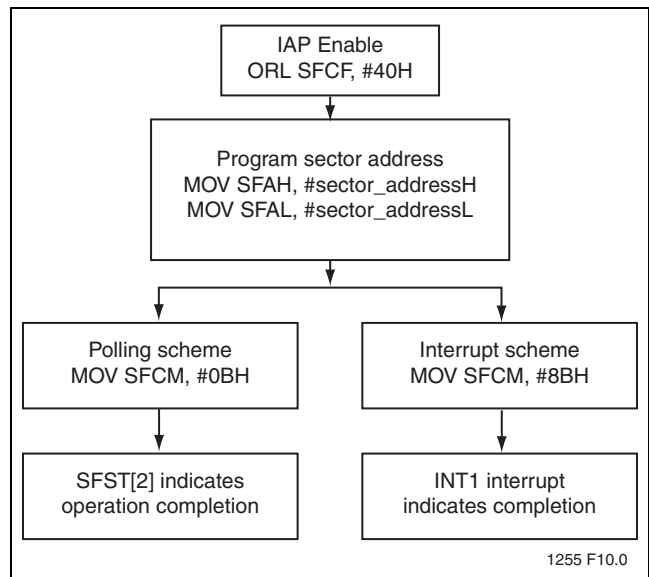 IAP Enable
ORL SFCF, #40H
Program sector address
MOV SFAH, #sector_addressH
MOV SFAL, #sector_addressL
Polling scheme
MOV SFCM, #0BH
Interrupt scheme
MOV SFCM, #8BH
SFST[2] indicates
operation completion
INT1 interrupt
indicates completion
1255 F10.0